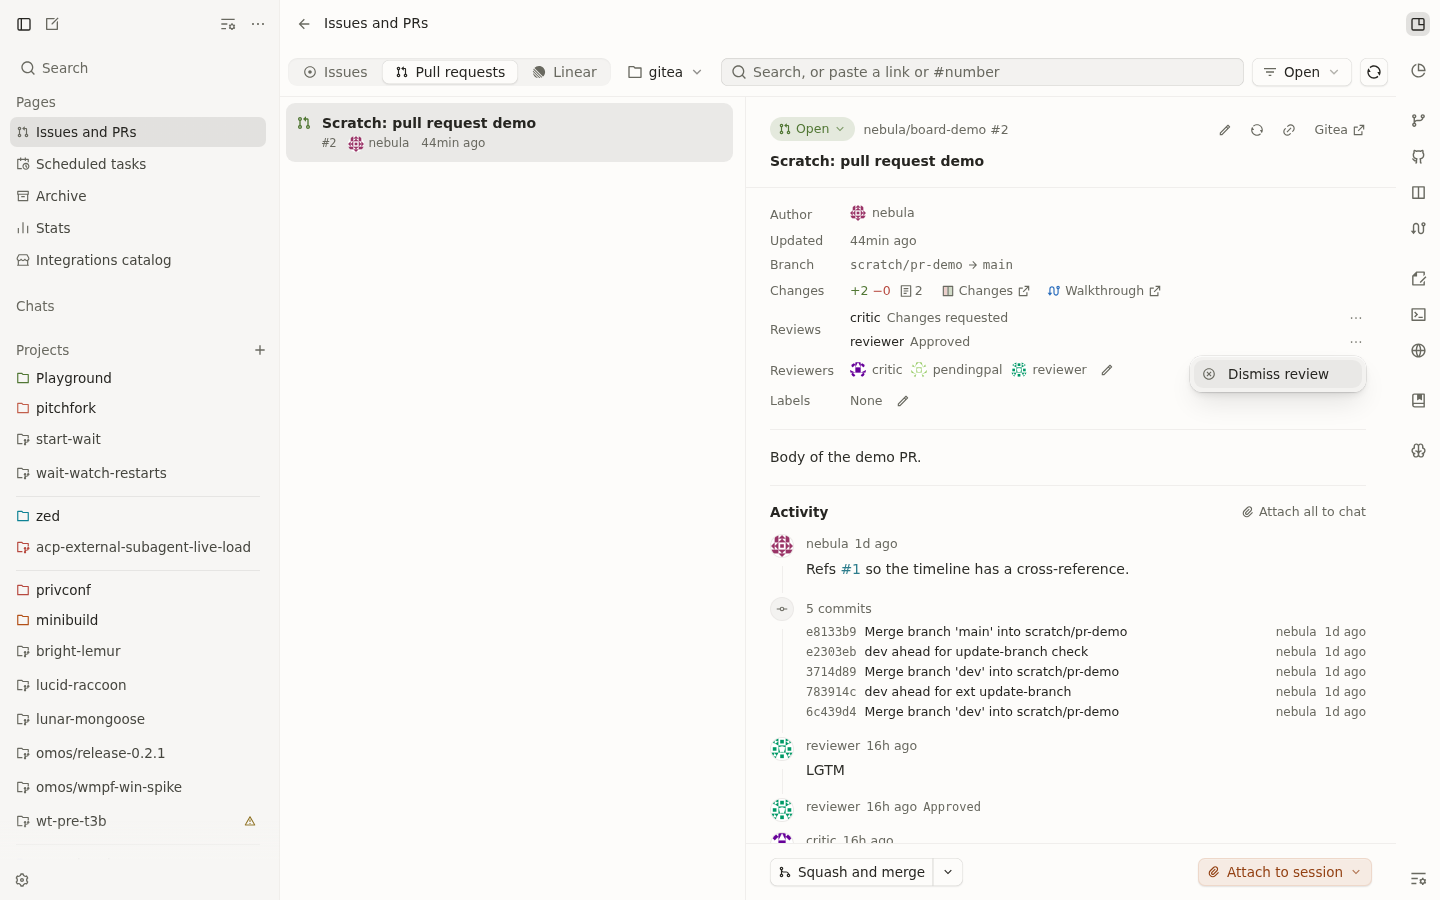 Issues and PRs
Search
Pages
Issues and PRs
Scheduled tasks
Archive
Stats
Integrations catalog
Chats
Projects
Playground
pitchfork
start-wait
wait-watch-restarts
zed
acp-external-subagent-live-load
privconf
minibuild
bright-lemur
lucid-raccoon
lunar-mongoose
omos/release-0.2.1
omos/wmpf-win-spike
wt-pre-t3b
Issues Pull requests Linear gitea Search, or paste a link or #number Open
Scratch: pull request demo
#2 nebula 44min ago
Open nebula/board-demo #2 Gitea
Scratch: pull request demo
Author nebula
Updated 44min ago
Branch scratch/pr-demo → main
Changes +2 −0 2 Changes Walkthrough
Reviews
critic Changes requested
reviewer Approved
Reviewers critic pendingpal reviewer
Dismiss review
Labels None
Body of the demo PR.
Activity Attach all to chat
nebula 1d ago
Refs #1 so the timeline has a cross-reference.
5 commits
e8133b9 Merge branch 'main' into scratch/pr-demo nebula 1d ago
e2303eb dev ahead for update-branch check nebula 1d ago
3714d89 Merge branch 'dev' into scratch/pr-demo nebula 1d ago
783914c dev ahead for ext update-branch nebula 1d ago
6c439d4 Merge branch 'dev' into scratch/pr-demo nebula 1d ago
reviewer 16h ago
LGTM
reviewer 16h ago Approved
critic 16h ago
Squash and merge Attach to session